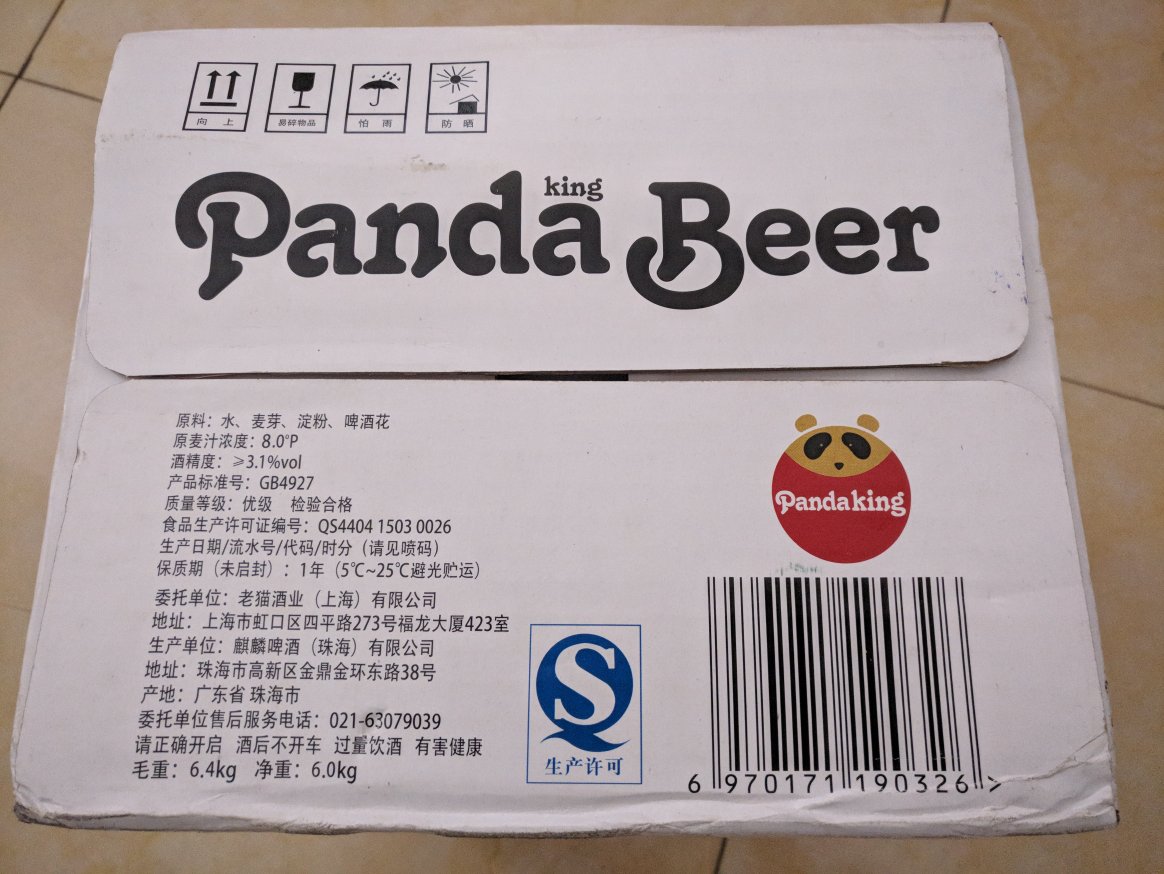 向 上
易碎物品
怕 雨
防 晒
king
Panda Beer
原料：水、麦芽、淀粉、啤酒花
原麦汁浓度：8.0°P
酒精度：≥3.1%vol
产品标准号：GB4927
质量等级：优级 检验合格
食品生产许可证编号：QS4404 1503 0026
生产日期/流水号/代码/时分（请见喷码）
保质期（未启封）：1年（5℃~25℃避光贮运）
委托单位：老猫酒业（上海）有限公司
地址：上海市虹口区四平路273号福龙大厦423室
生产单位：麒麟啤酒（珠海）有限公司
地址：珠海市高新区金鼎金环东路38号
产地：广东省 珠海市
委托单位售后服务电话：021-63079039
请正确开启 酒后不开车 过量饮酒 有害健康
毛重：6.4kg 净重：6.0kg
生产许可
Pandaking
6 970171 190326 >